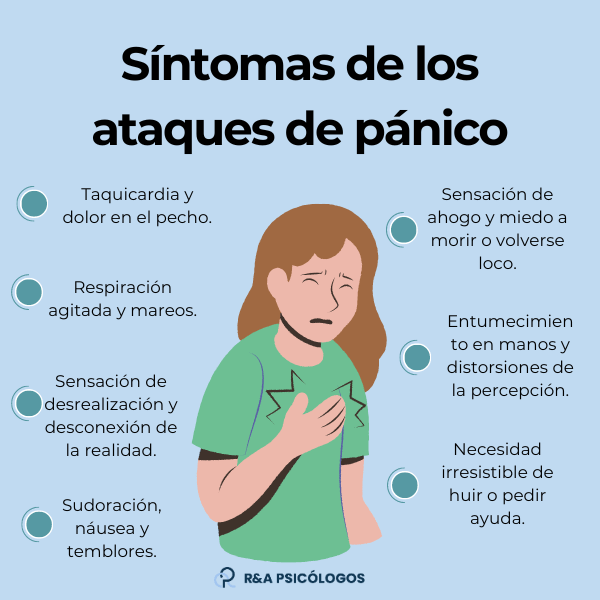 Síntomas de los
ataques de pánico
Taquicardia y
dolor en el pecho.
Respiración
agitada y mareos.
Sensación de
desrealización y
desconexión de
la realidad.
Sudoración,
náusea y
temblores.
Sensación de
ahogo y miedo a
morir o volverse
loco.
Entumecimien
to en manos y
distorsiones de
la percepción.
Necesidad
irresistible de
huir o pedir
ayuda.
R&A PSICÓLOGOS